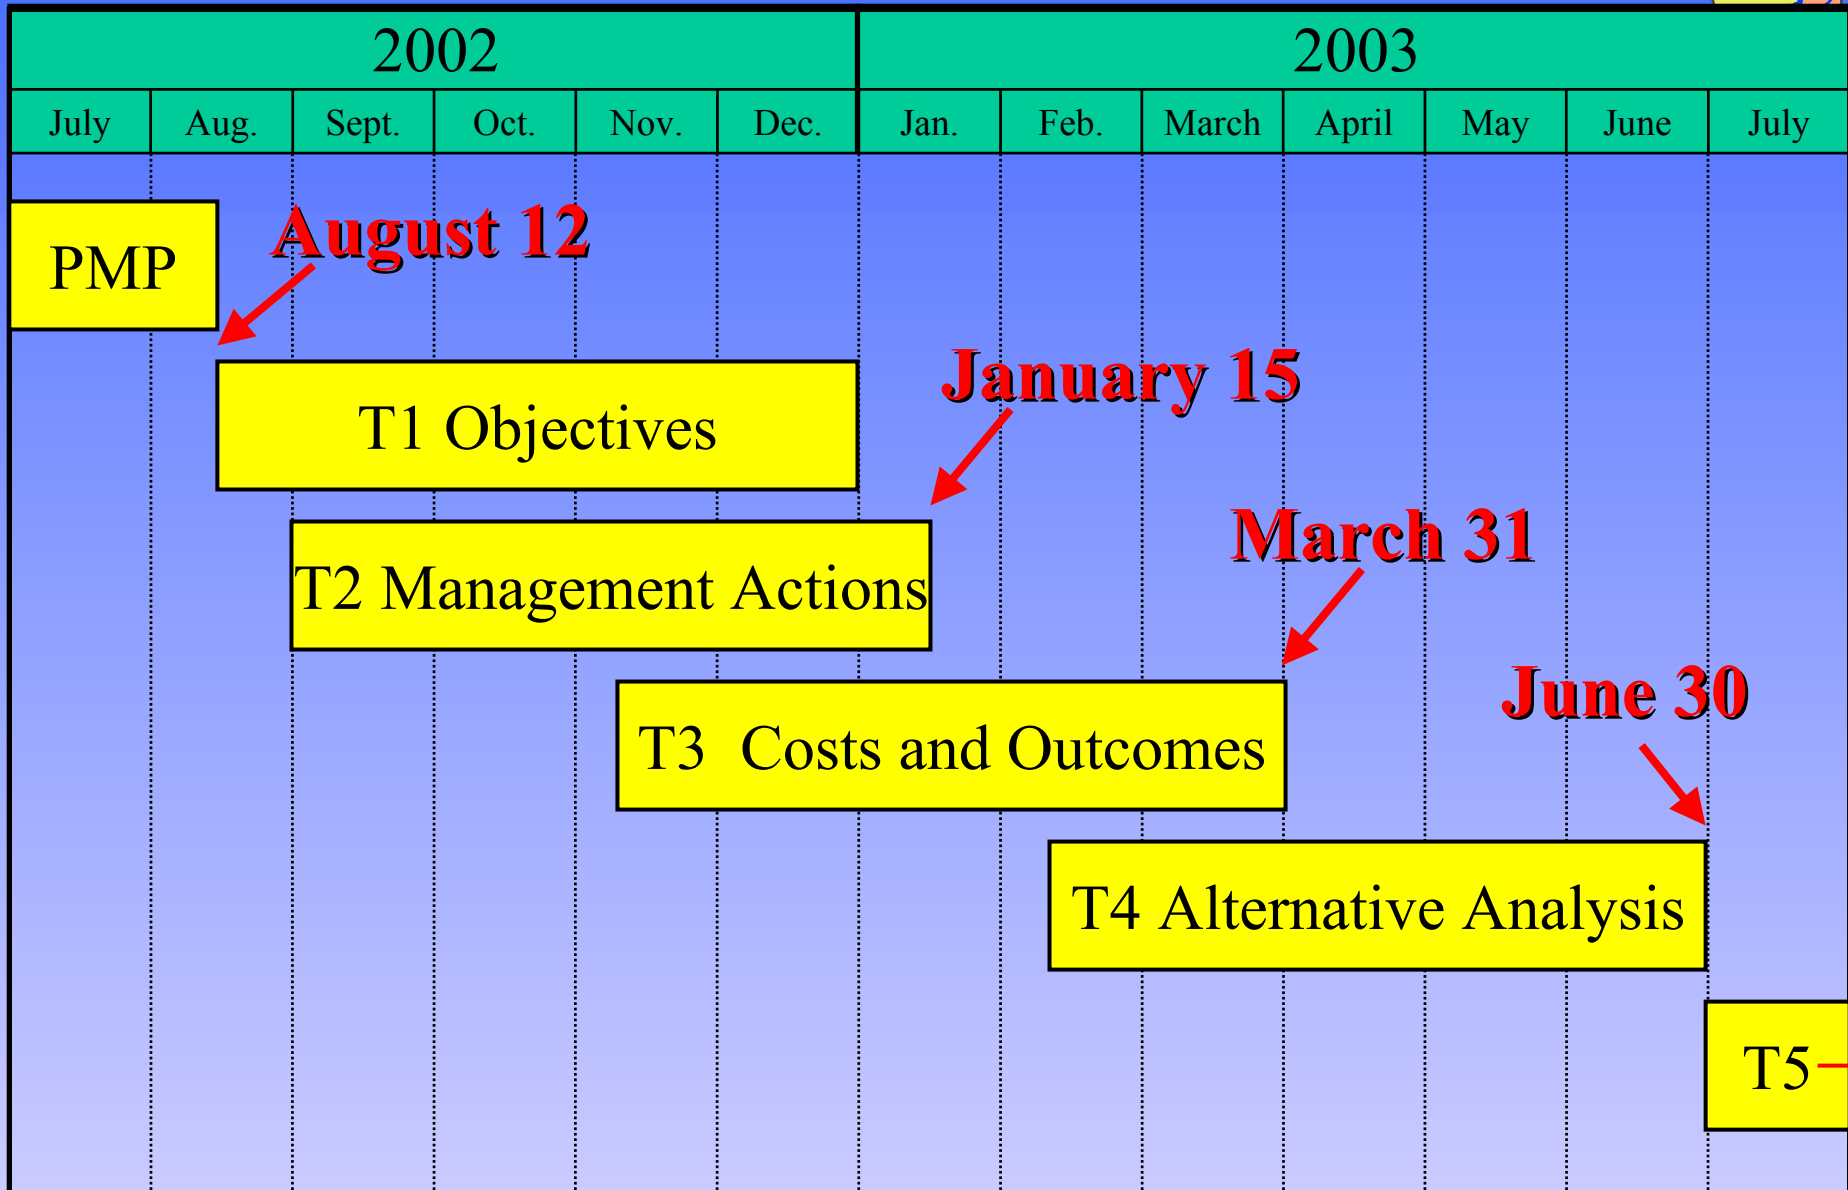 2002 2003
July Aug. Sept. Oct. Nov. Dec. Jan. Feb. March April May June July
August 12
PMP
January 15
T1 Objectives
March 31
T2 Management Actions
June 30
T3 Costs and Outcomes
T4 Alternative Analysis
T5